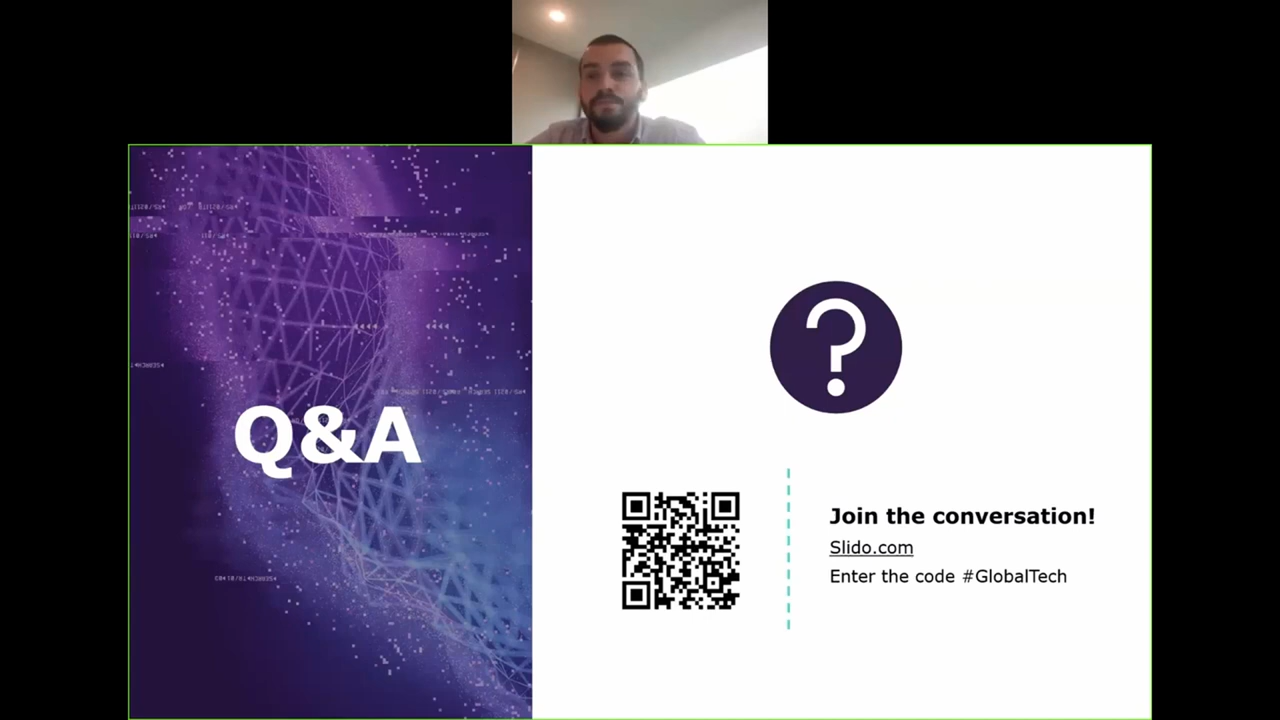 Q&A
?
Join the conversation!
Slido.com
Enter the code #GlobalTech